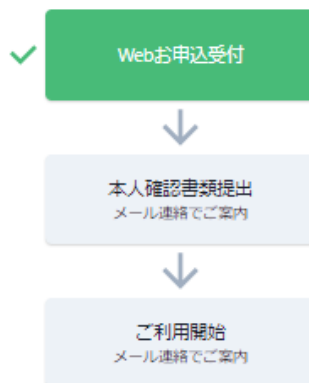 Webお申込受付
本人確認書類提出
メール連絡でご案内
ご利用開始
メール連絡でご案内